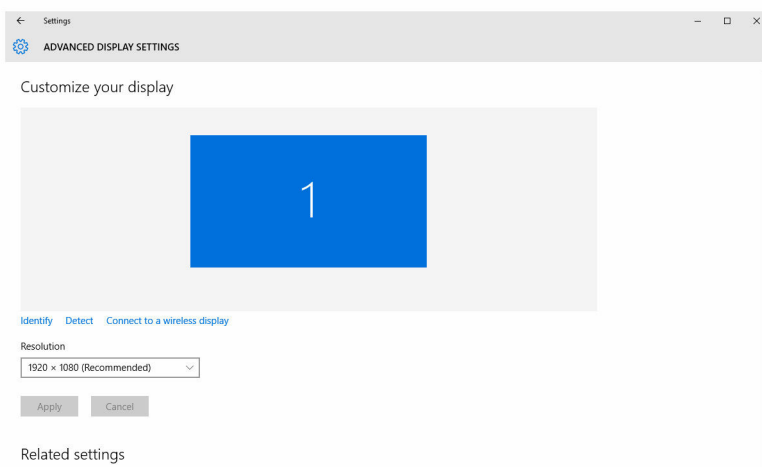 Settings
ADVANCED DISPLAY SETTINGS
Customize your display
1
Identify Detect Connect to a wireless display
Resolution
1920 × 1080 (Recommended)
Apply Cancel
Related settings